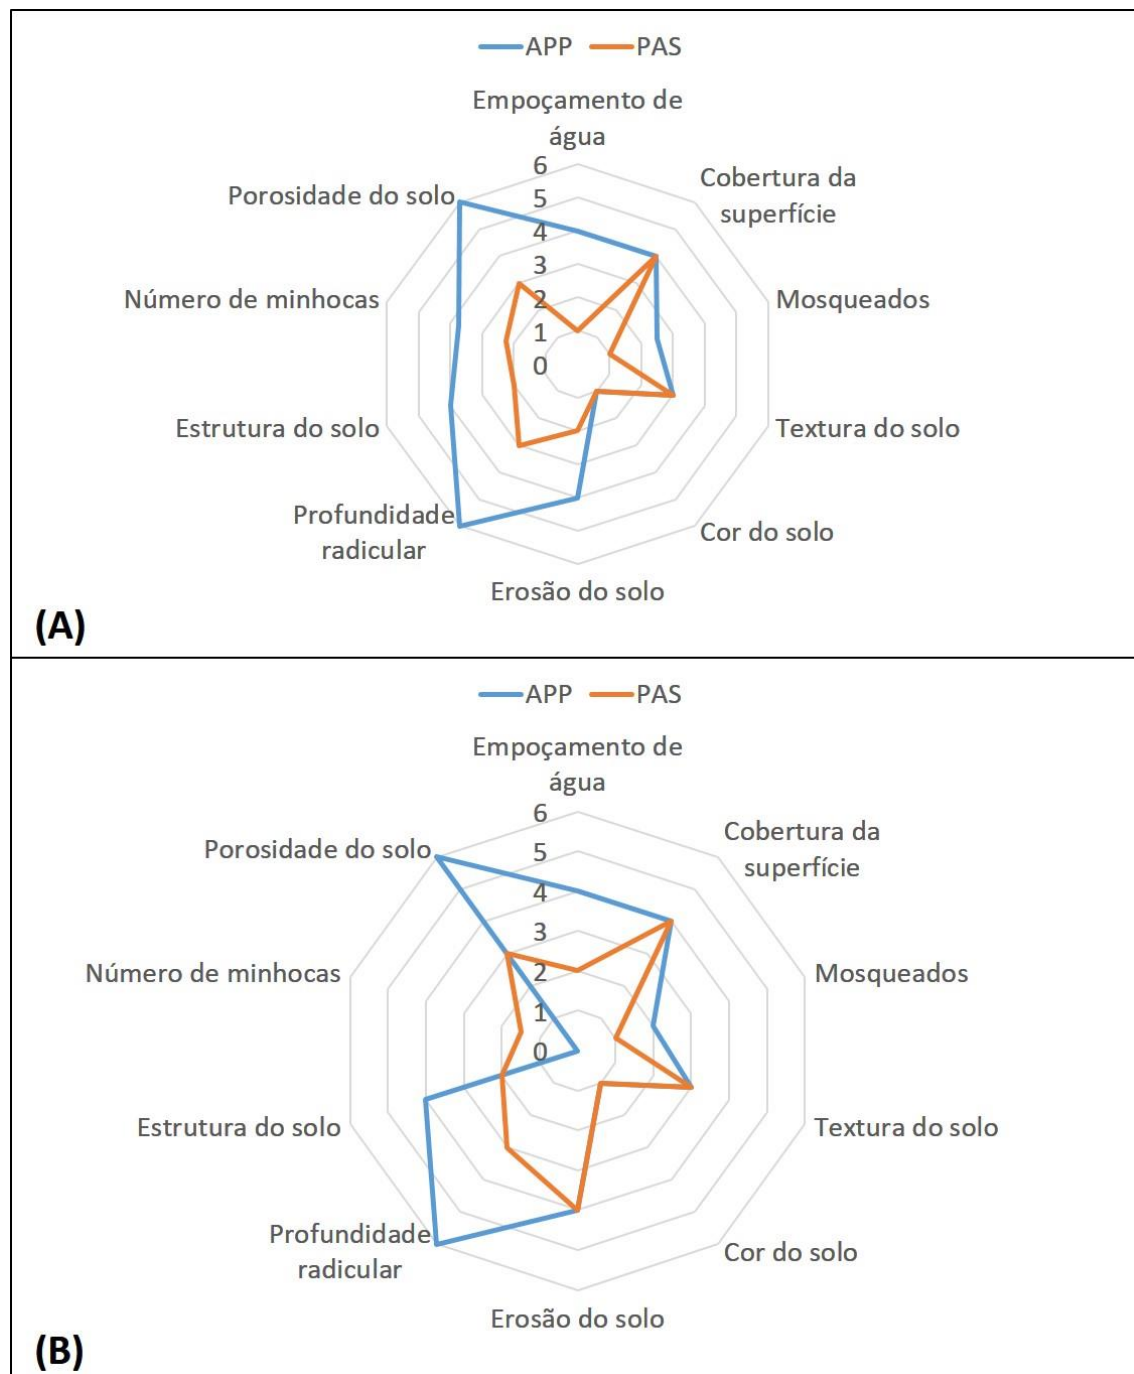 APP PAS
Empoçamento de
água
Cobertura da
superfície
Mosqueados
Textura do solo
Cor do solo
Erosão do solo
Profundidade
radicular
Estrutura do solo
Número de minhocas
Porosidade do solo
6
5
4
3
2
1
0
(A)
APP PAS
Empoçamento de
água
Cobertura da
superfície
Mosqueados
Textura do solo
Cor do solo
Erosão do solo
Profundidade
radicular
Estrutura do solo
Número de minhocas
Porosidade do solo
6
5
4
3
2
1
0
(B)